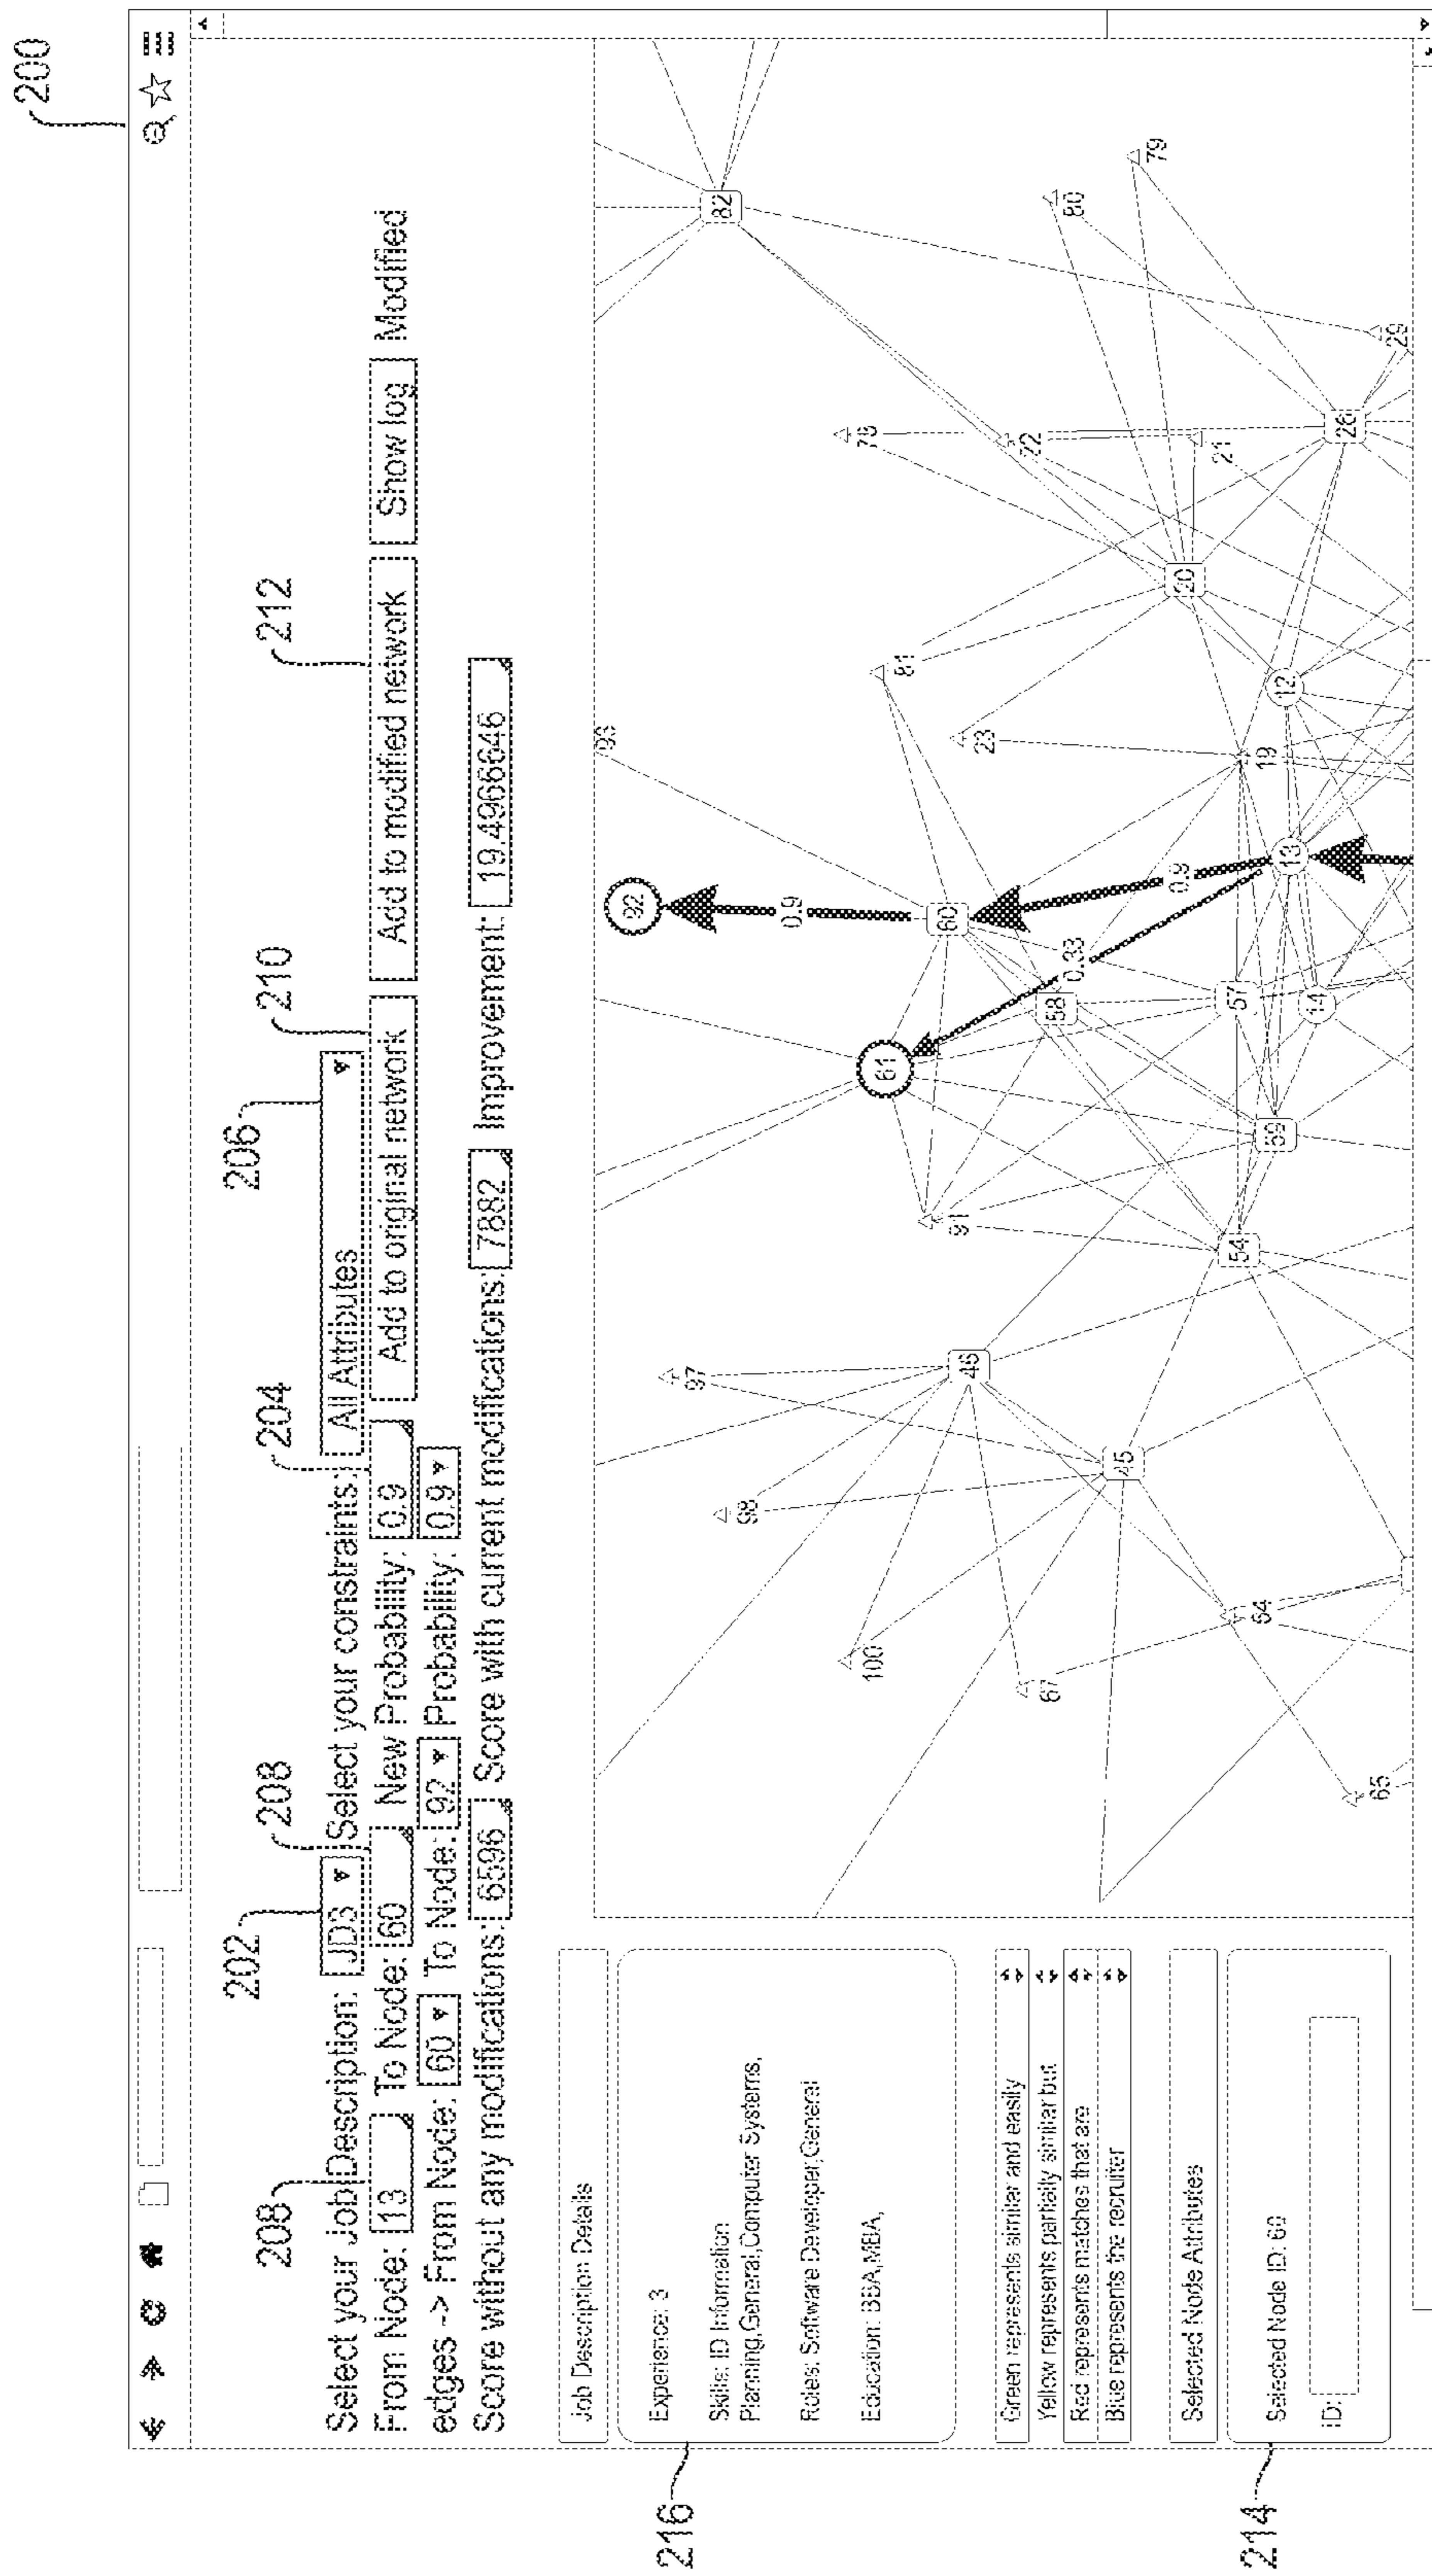 200
202
208
204
206
210
212
208
Select your Job Description: JD3 Select your constraints: All Attributes
From Node: 13 To Node: 60 New Probability: 0.9 Add to original network Add to modified network Show log Modified
edges -> From Node: 60 To Node: 92 Probability: 0.9
Score without any modifications: 6596 Score with current modifications: 7882 Improvement: 19.4966646
Job Description Details
Experience: 3
Skills: ID Information
Planning,General,Computer Systems,
Roles: Software Developer,General
Education: BBA,MBA,
216
Green represents similar and easily
Yellow represents partially similar but
Red represents matches that are
Blue represents the recruiter
Selected Node Attributes
Selected Node ID: 60
ID:
214
93
92
82
0.9
97
98
81
76
61
60
46
23
22
80
100
91
58
0.33
0.9
79
67
45
57
20
21
54
19
64
59
13
12
14
26
29
65